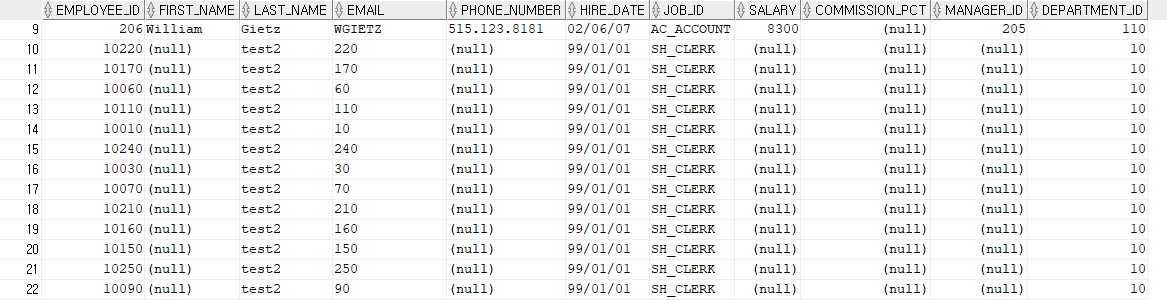 EMPLOYEE_ID FIRST_NAME LAST_NAME EMAIL PHONE_NUMBER HIRE_DATE JOB_ID SALARY COMMISSION_PCT MANAGER_ID DEPARTMENT_ID
9 206 William Gietz WGIETZ 515.123.8181 02/06/07 AC_ACCOUNT 8300 (null) 205 110
10 10220 (null) test2 220 (null) 99/01/01 SH_CLERK (null) (null) (null) 10
11 10170 (null) test2 170 (null) 99/01/01 SH_CLERK (null) (null) (null) 10
12 10060 (null) test2 60 (null) 99/01/01 SH_CLERK (null) (null) (null) 10
13 10110 (null) test2 110 (null) 99/01/01 SH_CLERK (null) (null) (null) 10
14 10010 (null) test2 10 (null) 99/01/01 SH_CLERK (null) (null) (null) 10
15 10240 (null) test2 240 (null) 99/01/01 SH_CLERK (null) (null) (null) 10
16 10030 (null) test2 30 (null) 99/01/01 SH_CLERK (null) (null) (null) 10
17 10070 (null) test2 70 (null) 99/01/01 SH_CLERK (null) (null) (null) 10
18 10210 (null) test2 210 (null) 99/01/01 SH_CLERK (null) (null) (null) 10
19 10160 (null) test2 160 (null) 99/01/01 SH_CLERK (null) (null) (null) 10
20 10150 (null) test2 150 (null) 99/01/01 SH_CLERK (null) (null) (null) 10
21 10250 (null) test2 250 (null) 99/01/01 SH_CLERK (null) (null) (null) 10
22 10090 (null) test2 90 (null) 99/01/01 SH_CLERK (null) (null) (null) 10